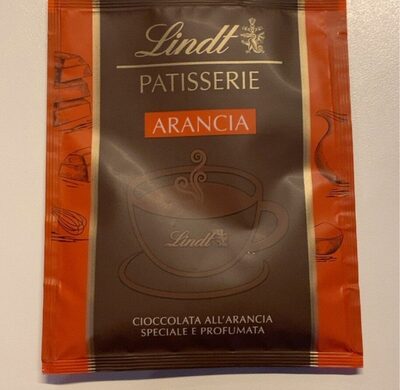 Lindt
PATISSERIE
ARANCIA
Lindt
CIOCCOLATA ALL'ARANCIA
SPECIALE E PROFUMATA